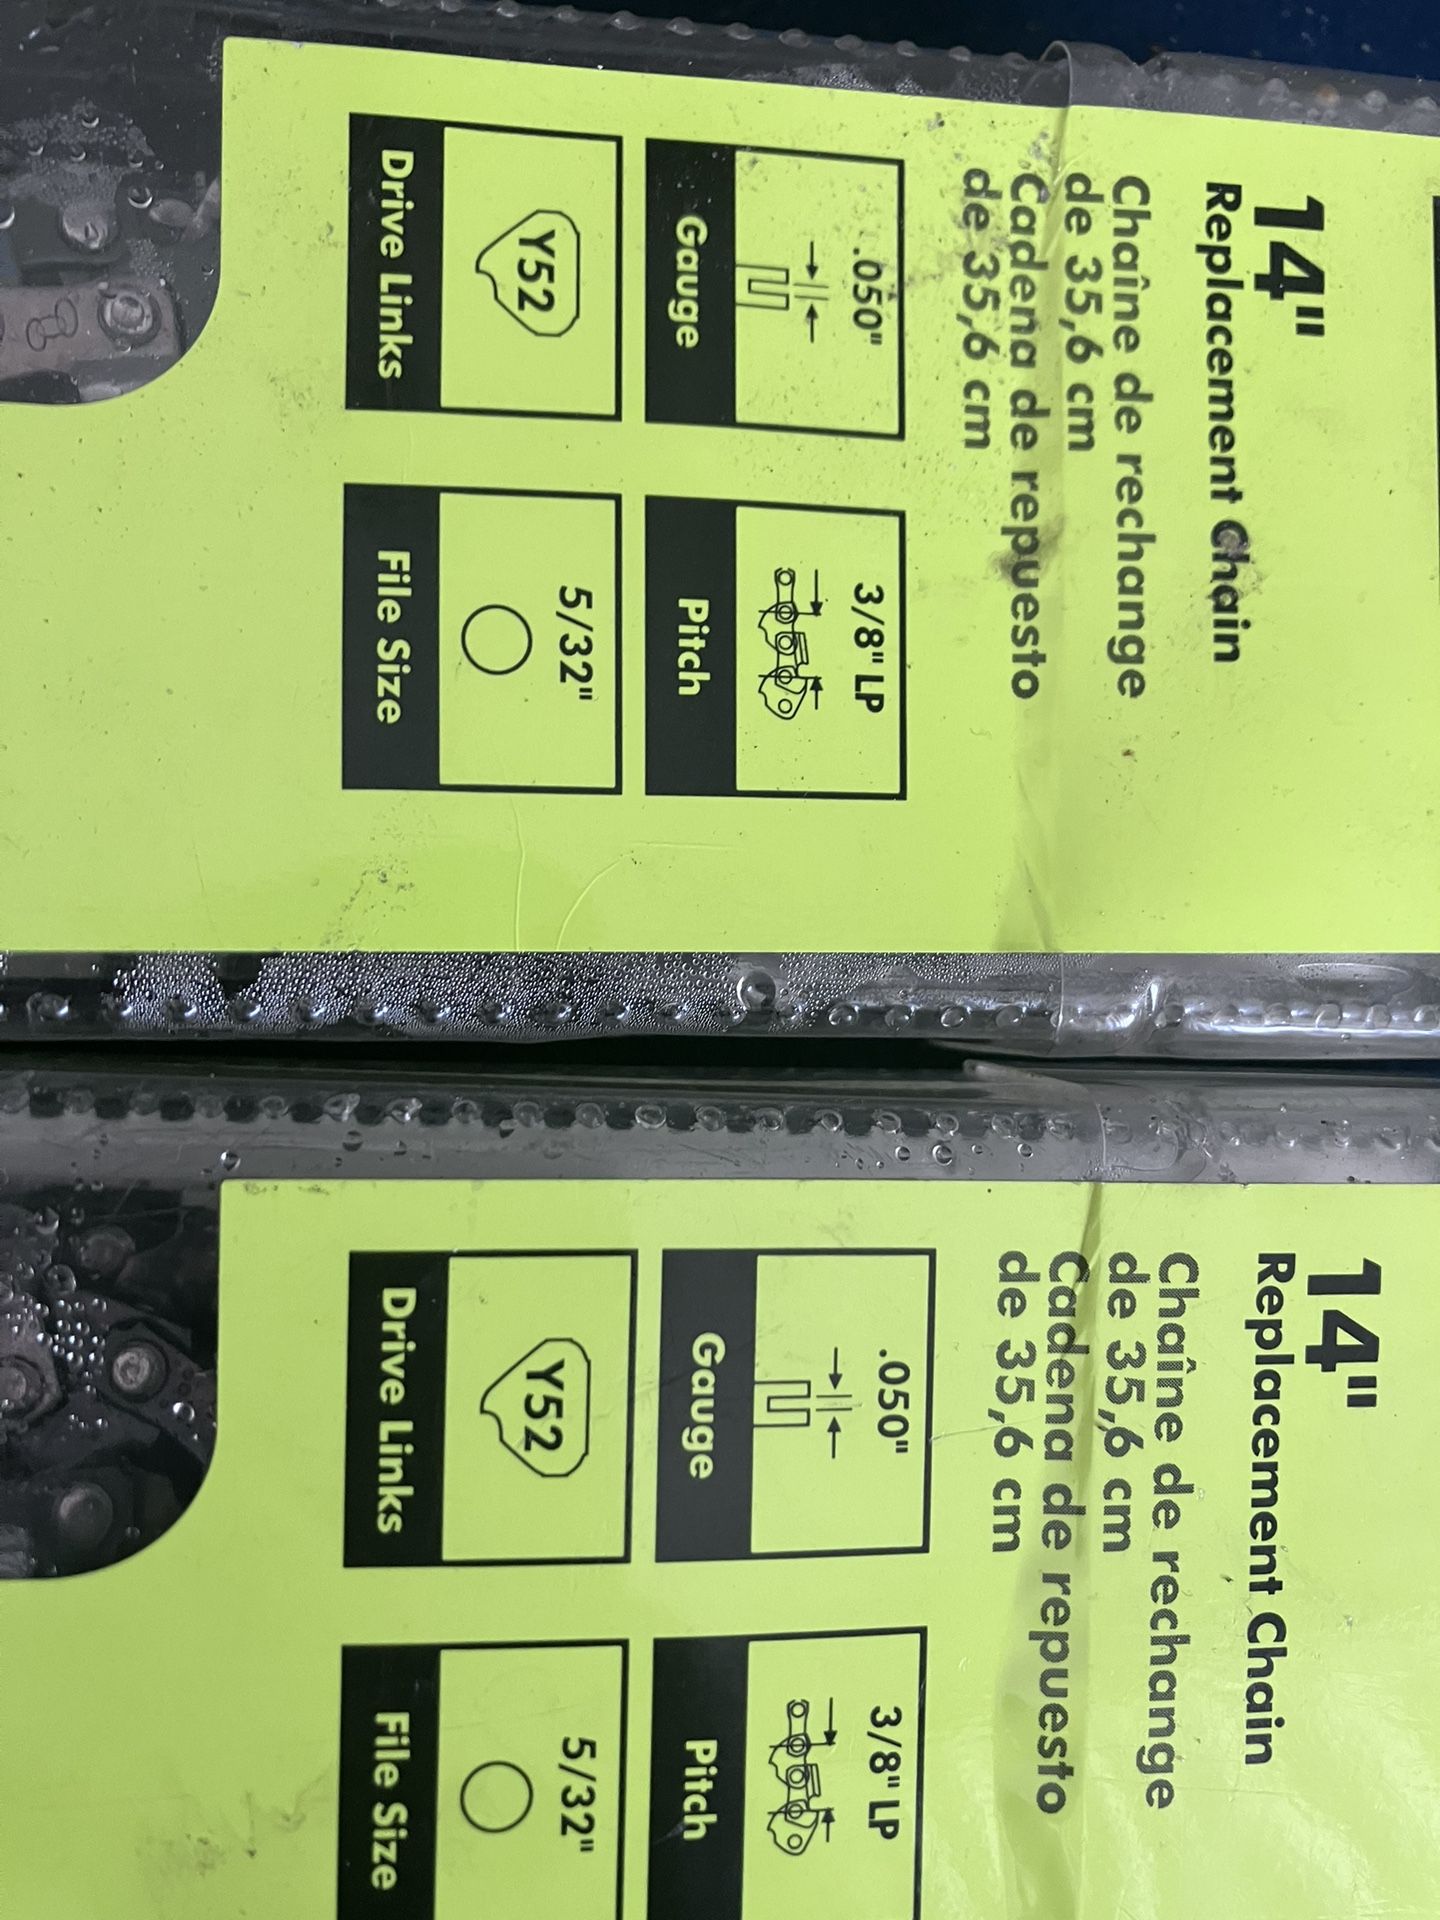 14"
Replacement Chain
Chaîne de rechange
de 35,6 cm
Cadena de repuesto
de 35,6 cm
.050"
Gauge
3/8" LP
Pitch
Y52
Drive Links
5/32"
File Size
14"
Replacement Chain
Chaîne de rechange
de 35,6 cm
Cadena de repuesto
de 35,6 cm
.050"
Gauge
3/8" LP
Pitch
Y52
Drive Links
5/32"
File Size